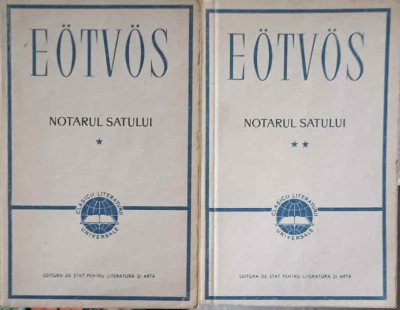 EÖTVÖS
NOTARUL SATULUI
*
CLASICII LITERATURII
UNIVERSALE
EDITURA DE STAT PENTRU LITERATURĂ ȘI ARTĂ
EÖTVÖS
NOTARUL SATULUI
**
CLASICII LITERATURII
UNIVERSALE
EDITURA DE STAT PENTRU LITERATURĂ ȘI ARTĂ